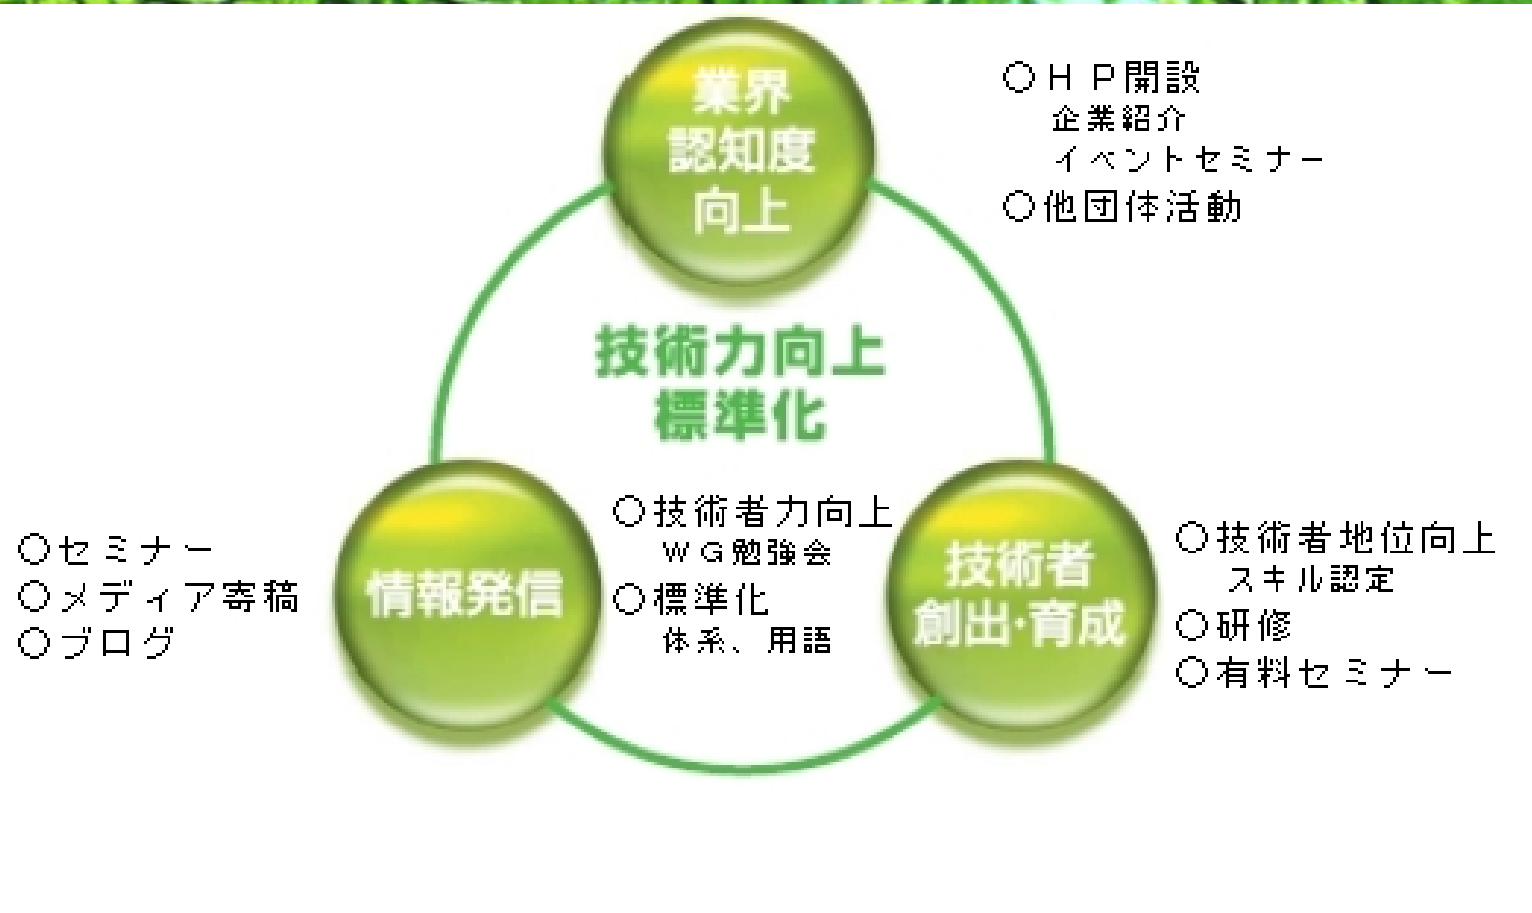 業界
認知度
向上
○ＨＰ開設
企業紹介
イベントセミナー
○他団体活動
技術力向上
標準化
○セミナー
○メディア寄稿
○ブログ
情報発信
○技術者力向上
ＷＧ勉強会
○標準化
体系、用語
技術者
創出・育成
○技術者地位向上
スキル認定
○研修
○有料セミナー